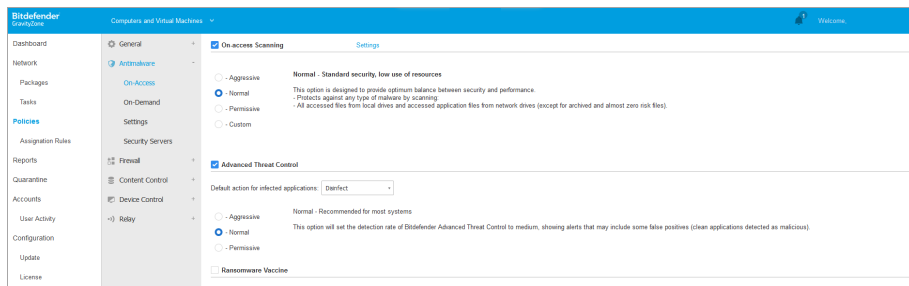 Bitdefender
GravityZone
Computers and Virtual Machines
Welcome,
Dashboard
Network
Packages
Tasks
Policies
Assignation Rules
Reports
Quarantine
Accounts
User Activity
Configuration
Update
License
General +
Antimalware -
On-Access
On-Demand
Settings
Security Servers
Firewall +
Content Control +
Device Control +
Relay +
On-access Scanning Settings
- Aggressive
- Normal
- Permissive
- Custom
Normal - Standard security, low use of resources
This option is designed to provide optimum balance between security and performance.
- Protects against any type of malware by scanning:
- All accessed files from local drives and accessed application files from network drives (except for archived and almost zero risk files).
Advanced Threat Control
Default action for infected applications: Disinfect
- Aggressive
- Normal
- Permissive
Normal - Recommended for most systems
This option will set the detection rate of Bitdefender Advanced Threat Control to medium, showing alerts that may include some false positives (clean applications detected as malicious).
Ransomware Vaccine